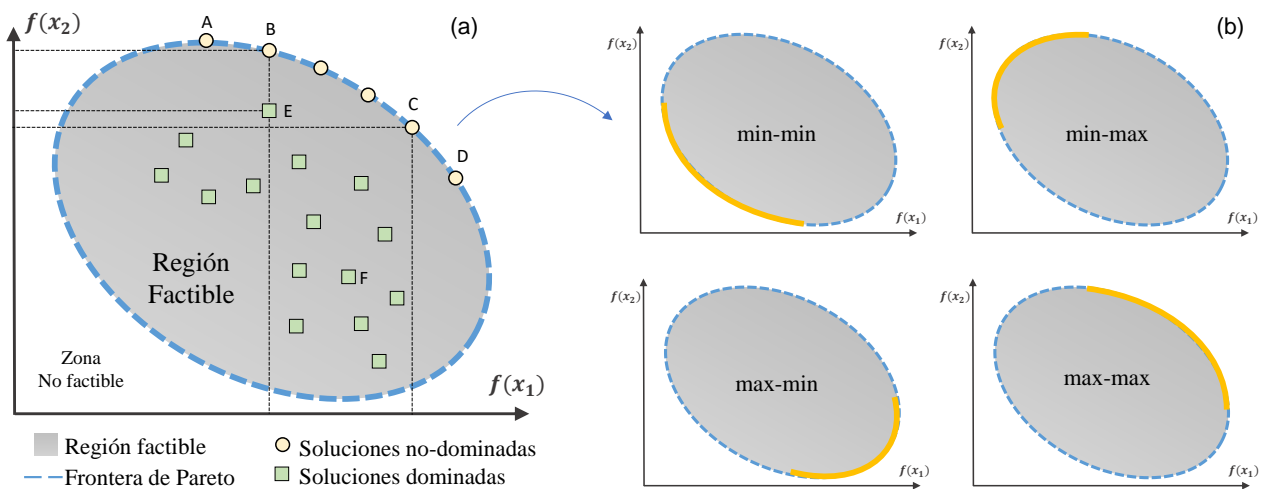 f(x₂)
A
B
(a)
E
C
D
Región
Factible
F
Zona
No factible
f(x₁)
Región factible
Soluciones no-dominadas
Frontera de Pareto
Soluciones dominadas
(b)
f(x₂)
min-min
f(x₁)
f(x₂)
min-max
f(x₁)
f(x₂)
max-min
f(x₁)
f(x₂)
max-max
f(x₁)